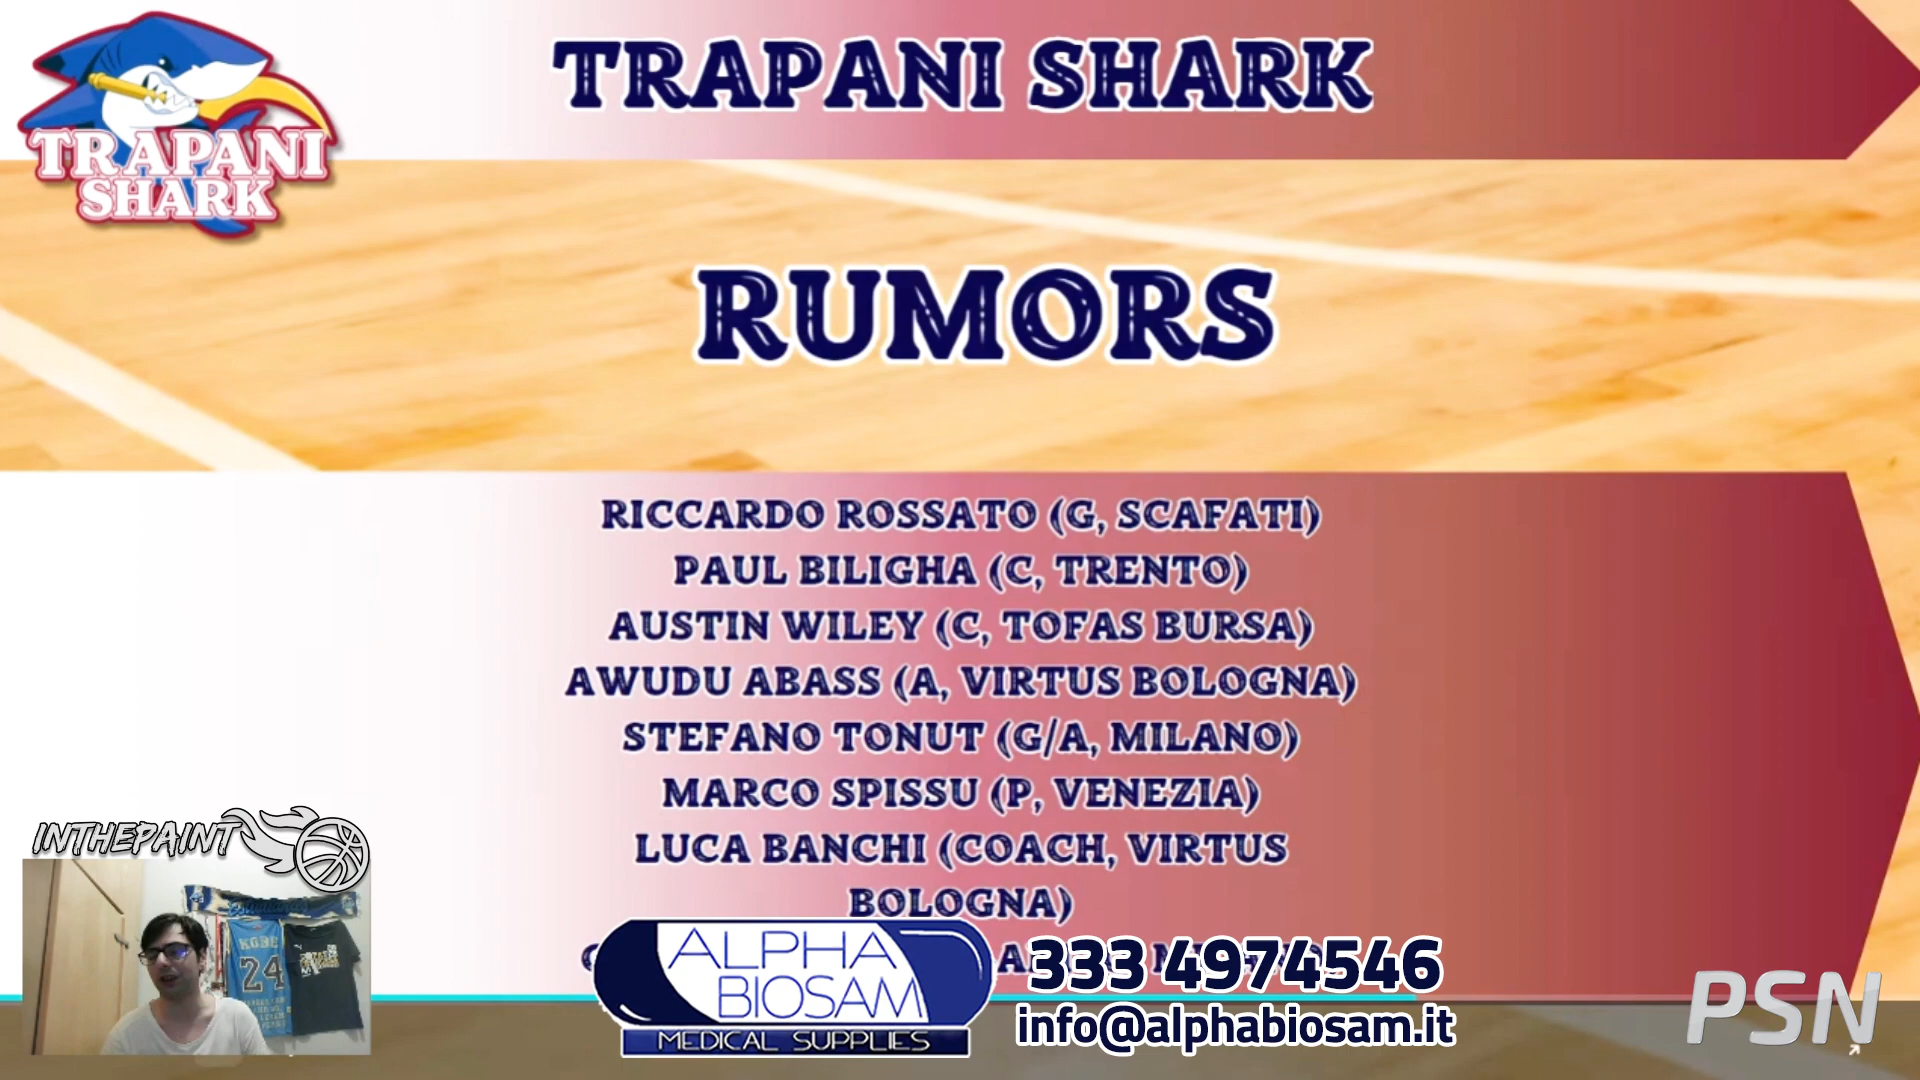 TRAPANI SHARK
TRAPANI
SHARK
RUMORS
RICCARDO ROSSATO (G, SCAFATI)
PAUL BILIGHA (C, TRENTO)
AUSTIN WILEY (C, TOFAS BURSA)
AWUDU ABASS (A, VIRTUS BOLOGNA)
STEFANO TONUT (G/A, MILANO)
MARCO SPISSU (P, VENEZIA)
LUCA BANCHI (COACH, VIRTUS
BOLOGNA)
INTHEPAINT
24
ALPHA
BIOSAM
MEDICAL SUPPLIES
333 4974546
info@alphabiosam.it
PSN